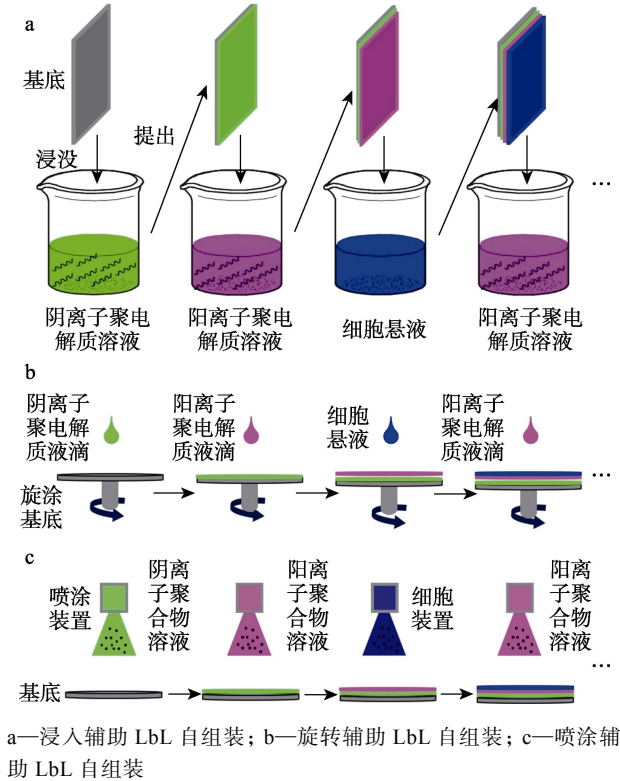 a
基底
提出
浸没
…
阴离子聚电
解质溶液
阳离子聚电
解质溶液
细胞悬液
阳离子聚电
解质溶液
b
阴离子
聚电解
质液滴
阳离子
聚电解
质液滴
细胞
悬液
阳离子
聚电解
质液滴
…
旋涂
基底
c
喷涂
装置
阴离
子聚
合物
溶液
阳离
子聚
合物
溶液
细胞
装置
阳离
子聚
合物
溶液
…
基底
a—浸入辅助 LbL 自组装；b—旋转辅助 LbL 自组装；c—喷涂辅
助 LbL 自组装